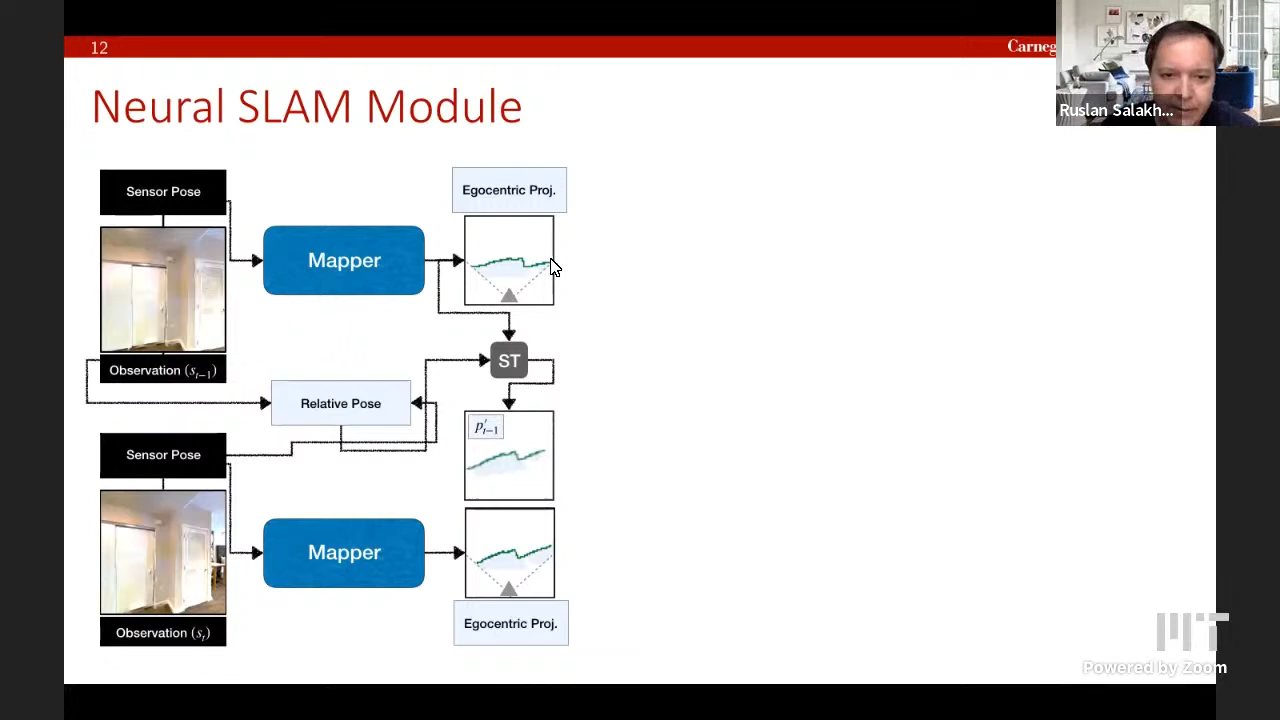 12
Carneg
Ruslan Salakh...
Neural SLAM Module
Sensor Pose
Egocentric Proj.
Mapper
Observation (s_{t-1})
ST
Relative Pose
p'_{t-1}
Sensor Pose
Mapper
Observation (s_t)
Egocentric Proj.
MIT
Powered by Zoom